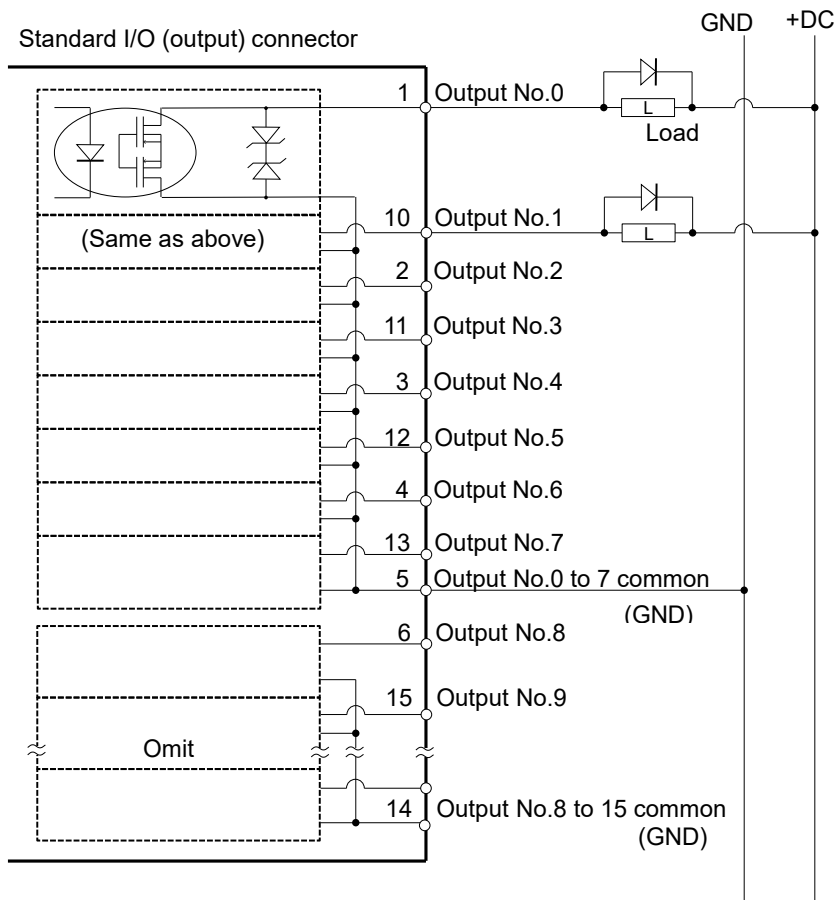 GND +DC
Standard I/O (output) connector
1 Output No.0
L
Load
10 Output No.1
(Same as above)
L
2 Output No.2
11 Output No.3
3 Output No.4
12 Output No.5
4 Output No.6
13 Output No.7
5 Output No.0 to 7 common
(GND)
6 Output No.8
15 Output No.9
Omit
14 Output No.8 to 15 common
(GND)